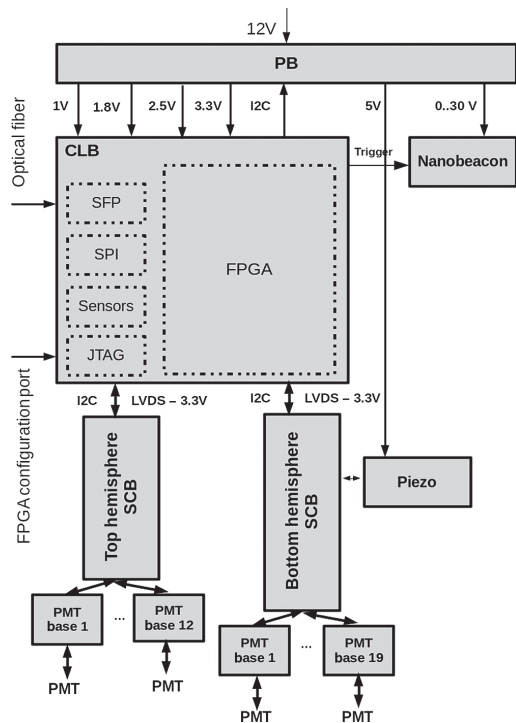 12V
PB
1V
1.8V
2.5V
3.3V
I2C
5V
0..30 V
Optical fiber
CLB
Trigger
Nanobeacon
SFP
SPI
Sensors
JTAG
FPGA
FPGA configuration port
I2C
LVDS – 3.3V
I2C
LVDS – 3.3V
Top hemisphere
SCB
Bottom hemisphere
SCB
Piezo
PMT
base 1
...
PMT
base 12
PMT
base 1
...
PMT
base 19
PMT
PMT
PMT
PMT